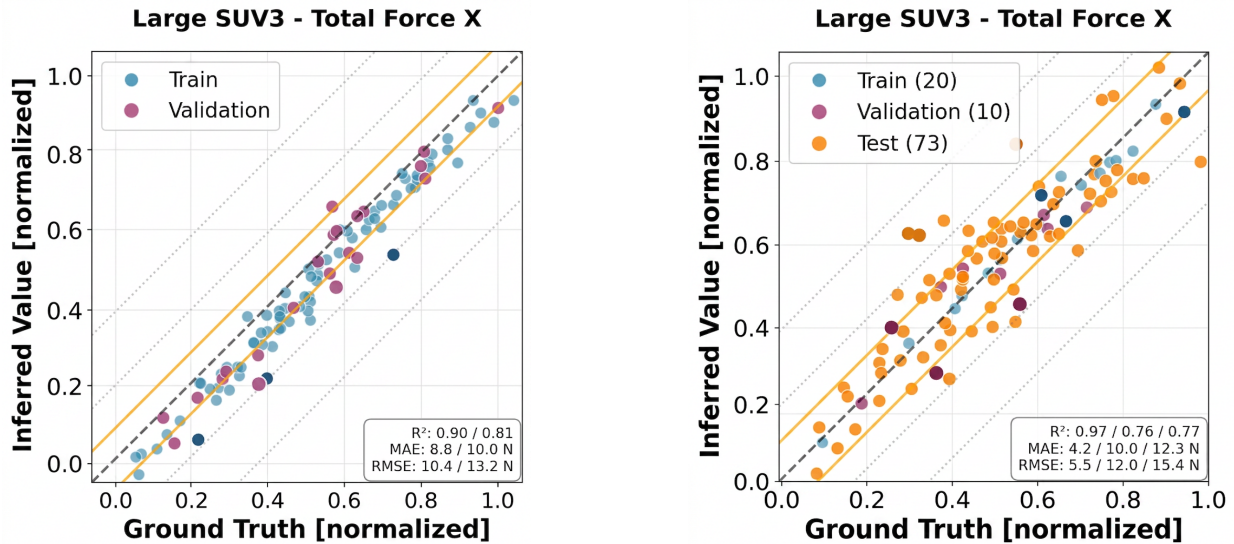 Large SUV3 - Total Force X
Inferred Value [normalized]
1.0
0.8
0.6
0.4
0.2
0.0
Train
Validation
R²: 0.90 / 0.81
MAE: 8.8 / 10.0 N
RMSE: 10.4 / 13.2 N
0.0 0.2 0.4 0.6 0.8 1.0
Ground Truth [normalized]
Large SUV3 - Total Force X
Inferred Value [normalized]
1.0
0.8
0.6
0.4
0.2
0.0
Train (20)
Validation (10)
Test (73)
R²: 0.97 / 0.76 / 0.77
MAE: 4.2 / 10.0 / 12.3 N
RMSE: 5.5 / 12.0 / 15.4 N
0.0 0.2 0.4 0.6 0.8 1.0
Ground Truth [normalized]